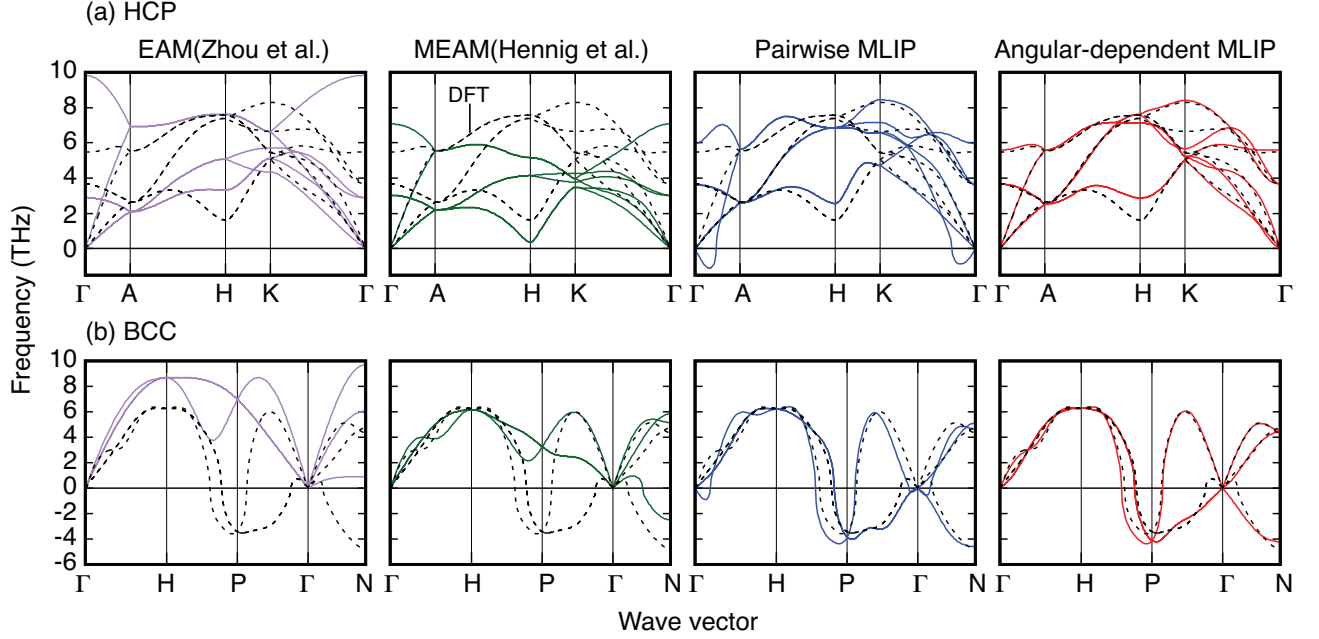 (a) HCP
EAM(Zhou et al.) MEAM(Hennig et al.) Pairwise MLIP Angular-dependent MLIP
10
8
6
4
2
0
DFT
Γ A H K Γ Γ A H K Γ Γ A H K Γ Γ A H K Γ
Frequency (THz)
(b) BCC
10
8
6
4
2
0
-2
-4
-6
Γ H P Γ N Γ H P Γ N Γ H P Γ N Γ H P Γ N
Wave vector